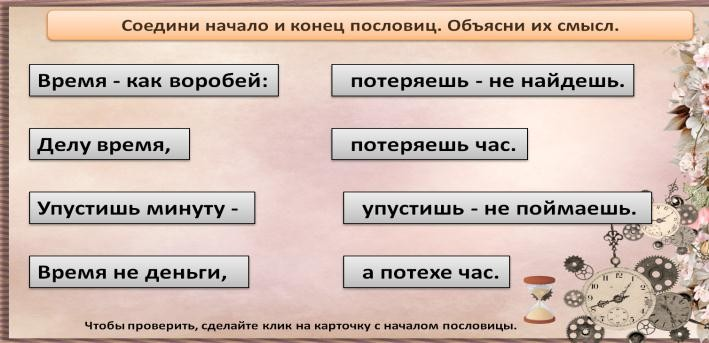 Соедини начало и конец пословиц. Объясни их смысл.
Время - как воробей:
потеряешь - не найдешь.
Делу время,
потеряешь час.
Упустишь минуту -
упустишь - не поймаешь.
Время не деньги,
а потехе час.
Чтобы проверить, сделайте клик на карточку с началом пословицы.